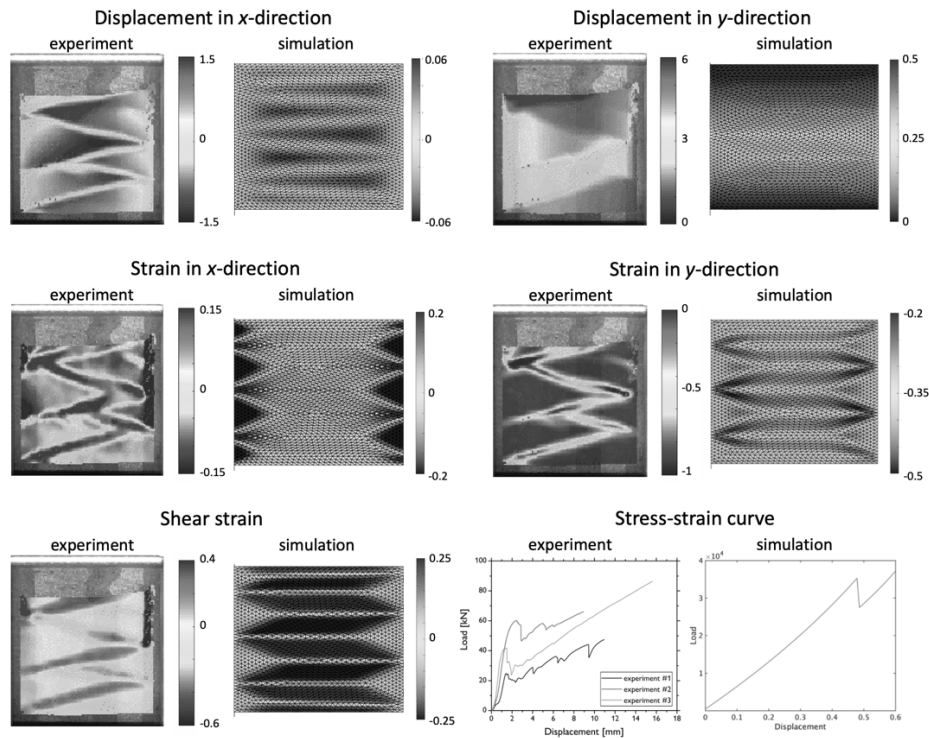 Displacement in x-direction
Displacement in y-direction
experiment
simulation
experiment
simulation
1.5
0
-1.5
0.06
0
-0.06
6
3
0
0.5
0.25
0
Strain in x-direction
Strain in y-direction
experiment
simulation
experiment
simulation
0.15
0
-0.15
0.2
0
0.2
0
-0.5
-1
-0.2
-0.35
-0.5
Shear strain
Stress-strain curve
experiment
simulation
experiment
simulation
0.4
0
-0.6
0.25
0
-0.25
100
80
60
40
20
0
Load [kN]
0 2 4 6 8 10 12 14 16 18
Displacement [mm]
experiment #1
experiment #2
experiment #3
4 ×10⁴
3
2
1
0
Load
0 0.1 0.2 0.3 0.4 0.5 0.6
Displacement